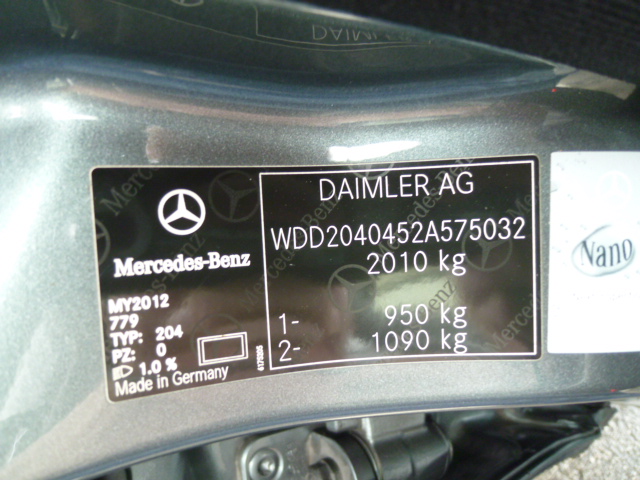 DAIMLER AG
WDD2040452A575032
- 2010 kg
1- 950 kg
2- 1090 kg
Mercedes-Benz
MY2012
779
TYP: 204
PZ: 0
1.0 %
Made in Germany
Nano